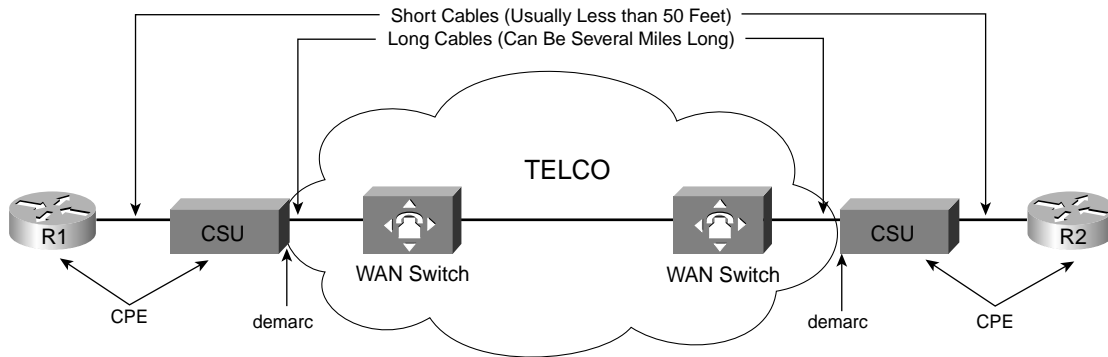 Short Cables (Usually Less than 50 Feet)
Long Cables (Can Be Several Miles Long)
TELCO
R1
CSU
CSU
R2
WAN Switch
WAN Switch
CPE
demarc
demarc
CPE